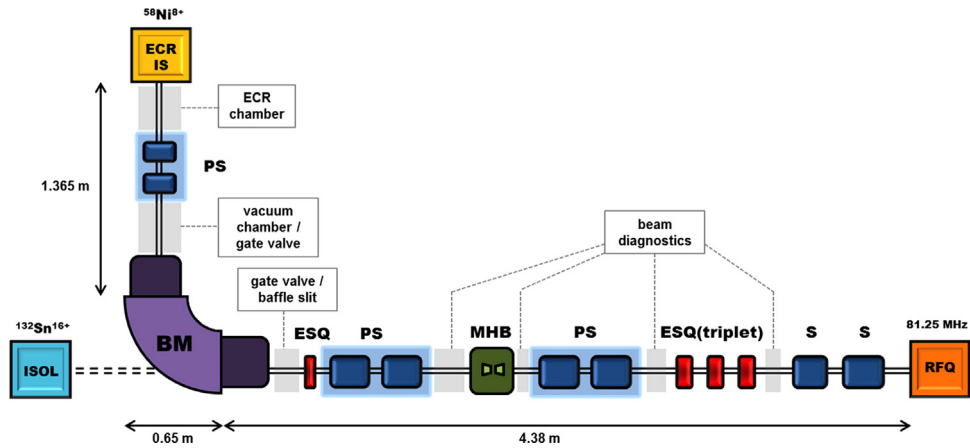 ⁵⁸Ni⁸⁺
ECR
IS
ECR
chamber
PS
1.365 m
vacuum
chamber /
gate valve
beam
diagnostics
gate valve /
baffle slit
¹³²Sn¹⁶⁺
BM
ESQ
PS
MHB
PS
ESQ(triplet)
S
S
81.25 MHz
ISOL
RFQ
0.65 m
4.38 m